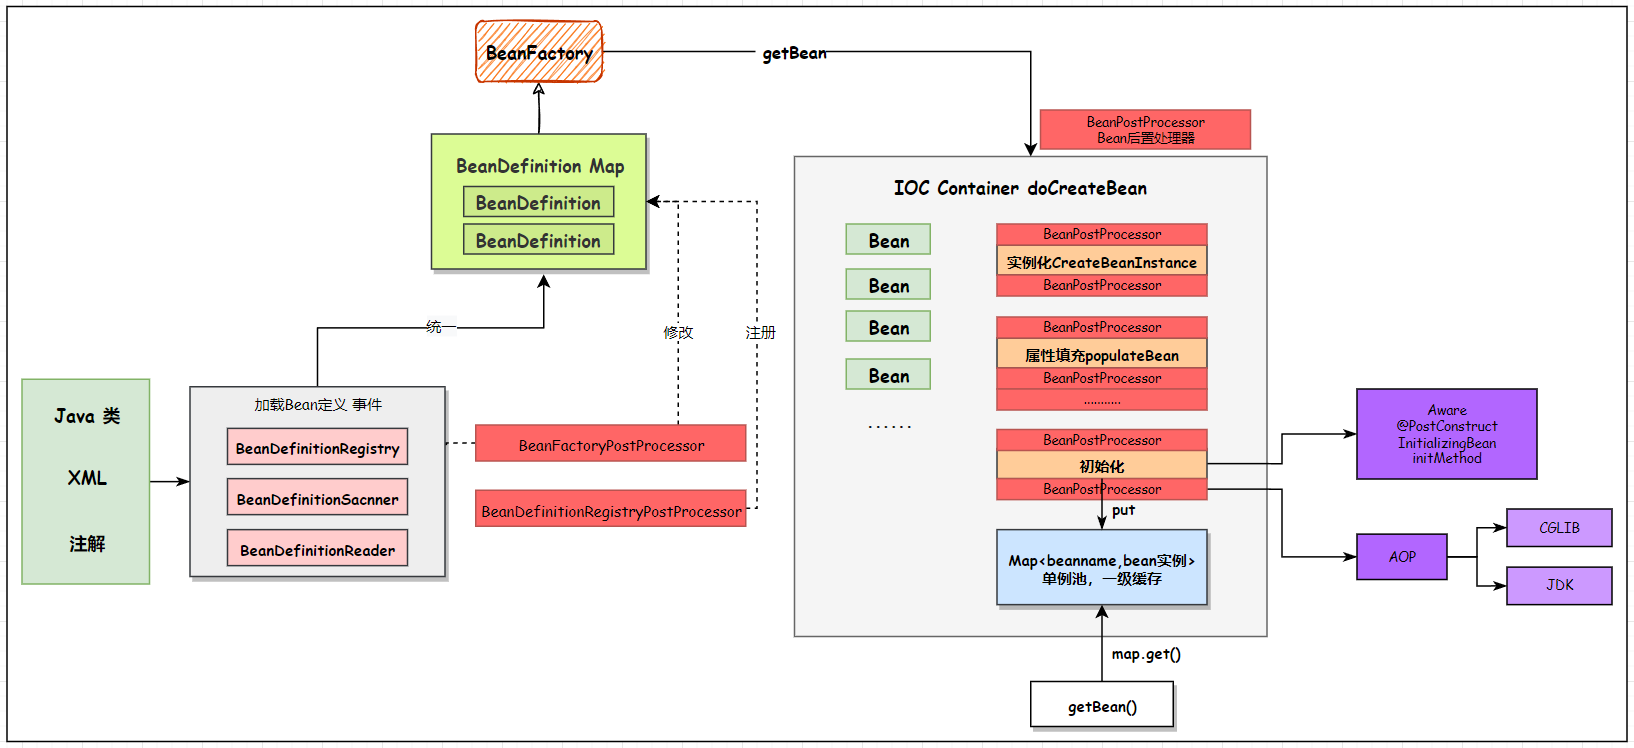 BeanFactory
getBean
BeanPostProcessor
Bean后置处理器
BeanDefinition Map
BeanDefinition
BeanDefinition
统一
修改
注册
Java 类
XML
注解
加载Bean定义 事件
BeanDefinitionRegistry
BeanDefinitionSacnner
BeanDefinitionReader
BeanFactoryPostProcessor
BeanDefinitionRegistryPostProcessor
IOC Container doCreateBean
Bean
Bean
Bean
Bean
......
BeanPostProcessor
实例化CreateBeanInstance
BeanPostProcessor
BeanPostProcessor
属性填充populateBean
BeanPostProcessor
...........
BeanPostProcessor
初始化
BeanPostProcessor
put
Map<beanname,bean实例>
单例池，一级缓存
map.get()
getBean()
Aware
@PostConstruct
InitializingBean
initMethod
AOP
CGLIB
JDK